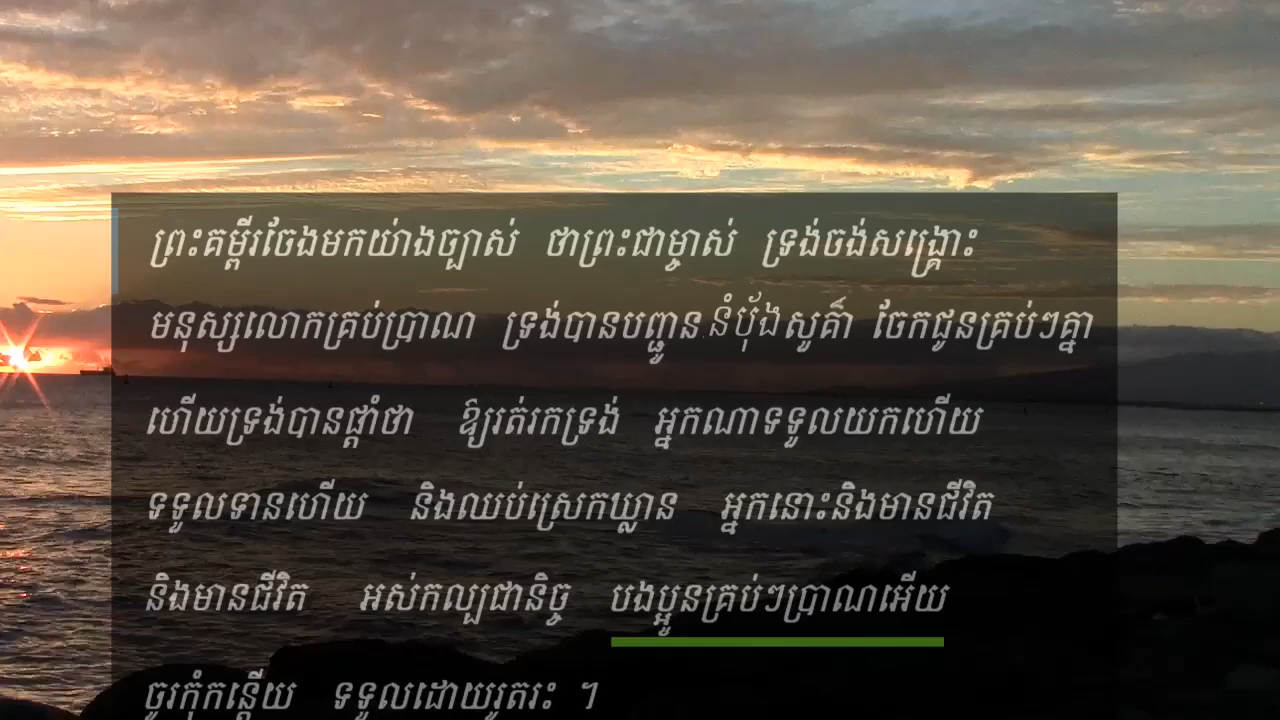 ព្រះគម្ពីរចែងមកយ៉ាងច្បាស់ ថាព្រះជាម្ចាស់ ទ្រង់ចង់សង្គ្រោះ
មនុស្សលោកគ្រប់ប្រាណ ទ្រង់បានបញ្ជូននំប៉័ងសួគ៌ា ចែកជូនគ្រប់ៗគ្នា
ហើយទ្រង់បានផ្ដាំថា ឱ្យរត់រកទ្រង់ អ្នកណាទទួលយកហើយ
ទទួលទានហើយ និងឈប់ស្រេកឃ្លាន អ្នកនោះនិងមានជីវិត
និងមានជីវិត អស់កល្បជានិច្ច បងប្អូនគ្រប់ៗប្រាណអើយ
ចូរកុំកន្តើយ ទទួលដោយរូតរះ ។